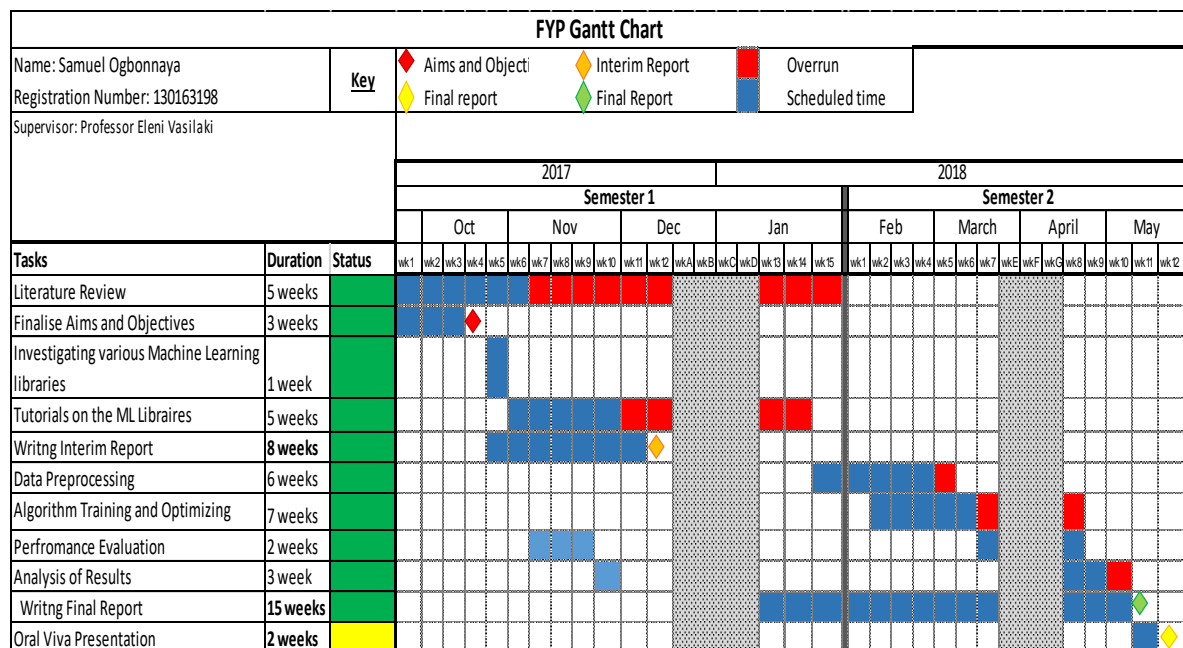 FYP Gantt Chart
Name: Samuel Ogbonnaya
Registration Number: 130163198
Key
Aims and Objecti
Interim Report
Overrun
Final report
Final Report
Scheduled time
Supervisor: Professor Eleni Vasilaki
2017 2018
Semester 1 Semester 2
Oct Nov Dec Jan Feb March April May
Tasks Duration Status wk1 wk2 wk3 wk4 wk5 wk6 wk7 wk8 wk9 wk10 wk11 wk12 wkA wkB wkC wkD wk13 wk14 wk15 wk1 wk2 wk3 wk4 wk5 wk6 wk7 wkE wkF wkG wk8 wk9 wk10 wk11 wk12
Literature Review 5 weeks
Finalise Aims and Objectives 3 weeks
Investigating various Machine Learning
libraries 1 week
Tutorials on the ML Libraires 5 weeks
Writng Interim Report 8 weeks
Data Preprocessing 6 weeks
Algorithm Training and Optimizing 7 weeks
Perfromance Evaluation 2 weeks
Analysis of Results 3 week
Writng Final Report 15 weeks
Oral Viva Presentation 2 weeks